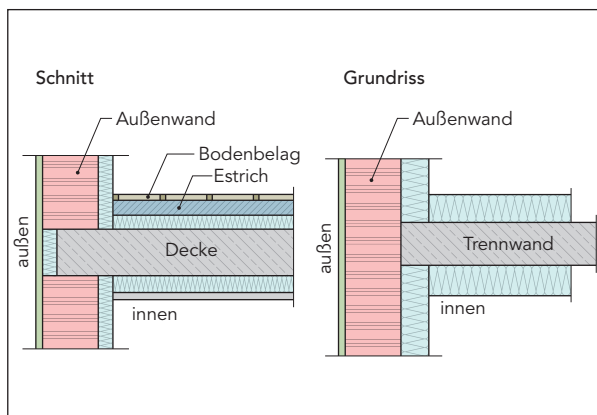 Schnitt
Außenwand
Bodenbelag
Estrich
außen
Decke
innen
Grundriss
Außenwand
außen
Trennwand
innen